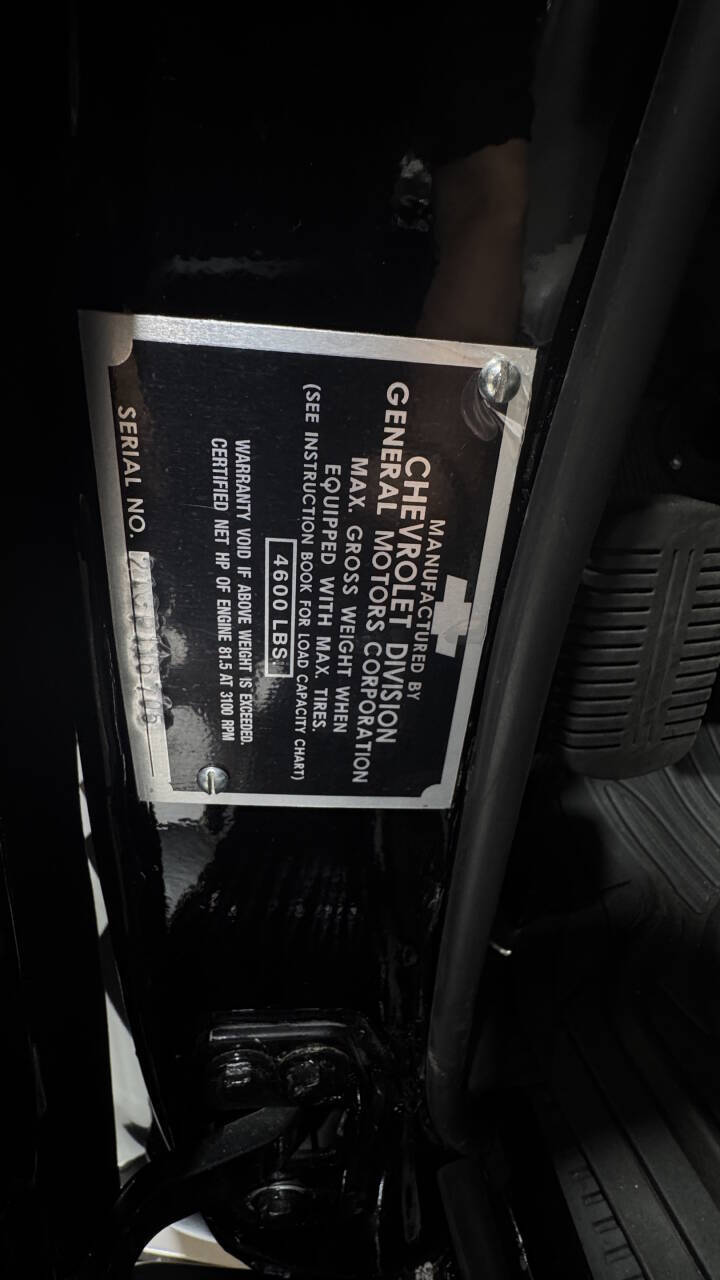 MANUFACTURED BY
CHEVROLET DIVISION
GENERAL MOTORS CORPORATION
MAX. GROSS WEIGHT WHEN
EQUIPPED WITH MAX. TIRES.
(SEE INSTRUCTION BOOK FOR LOAD CAPACITY CHART)
4600 LBS.
WARRANTY VOID IF ABOVE WEIGHT IS EXCEEDED.
CERTIFIED NET HP OF ENGINE 81.5 AT 3100 RPM
SERIAL NO.